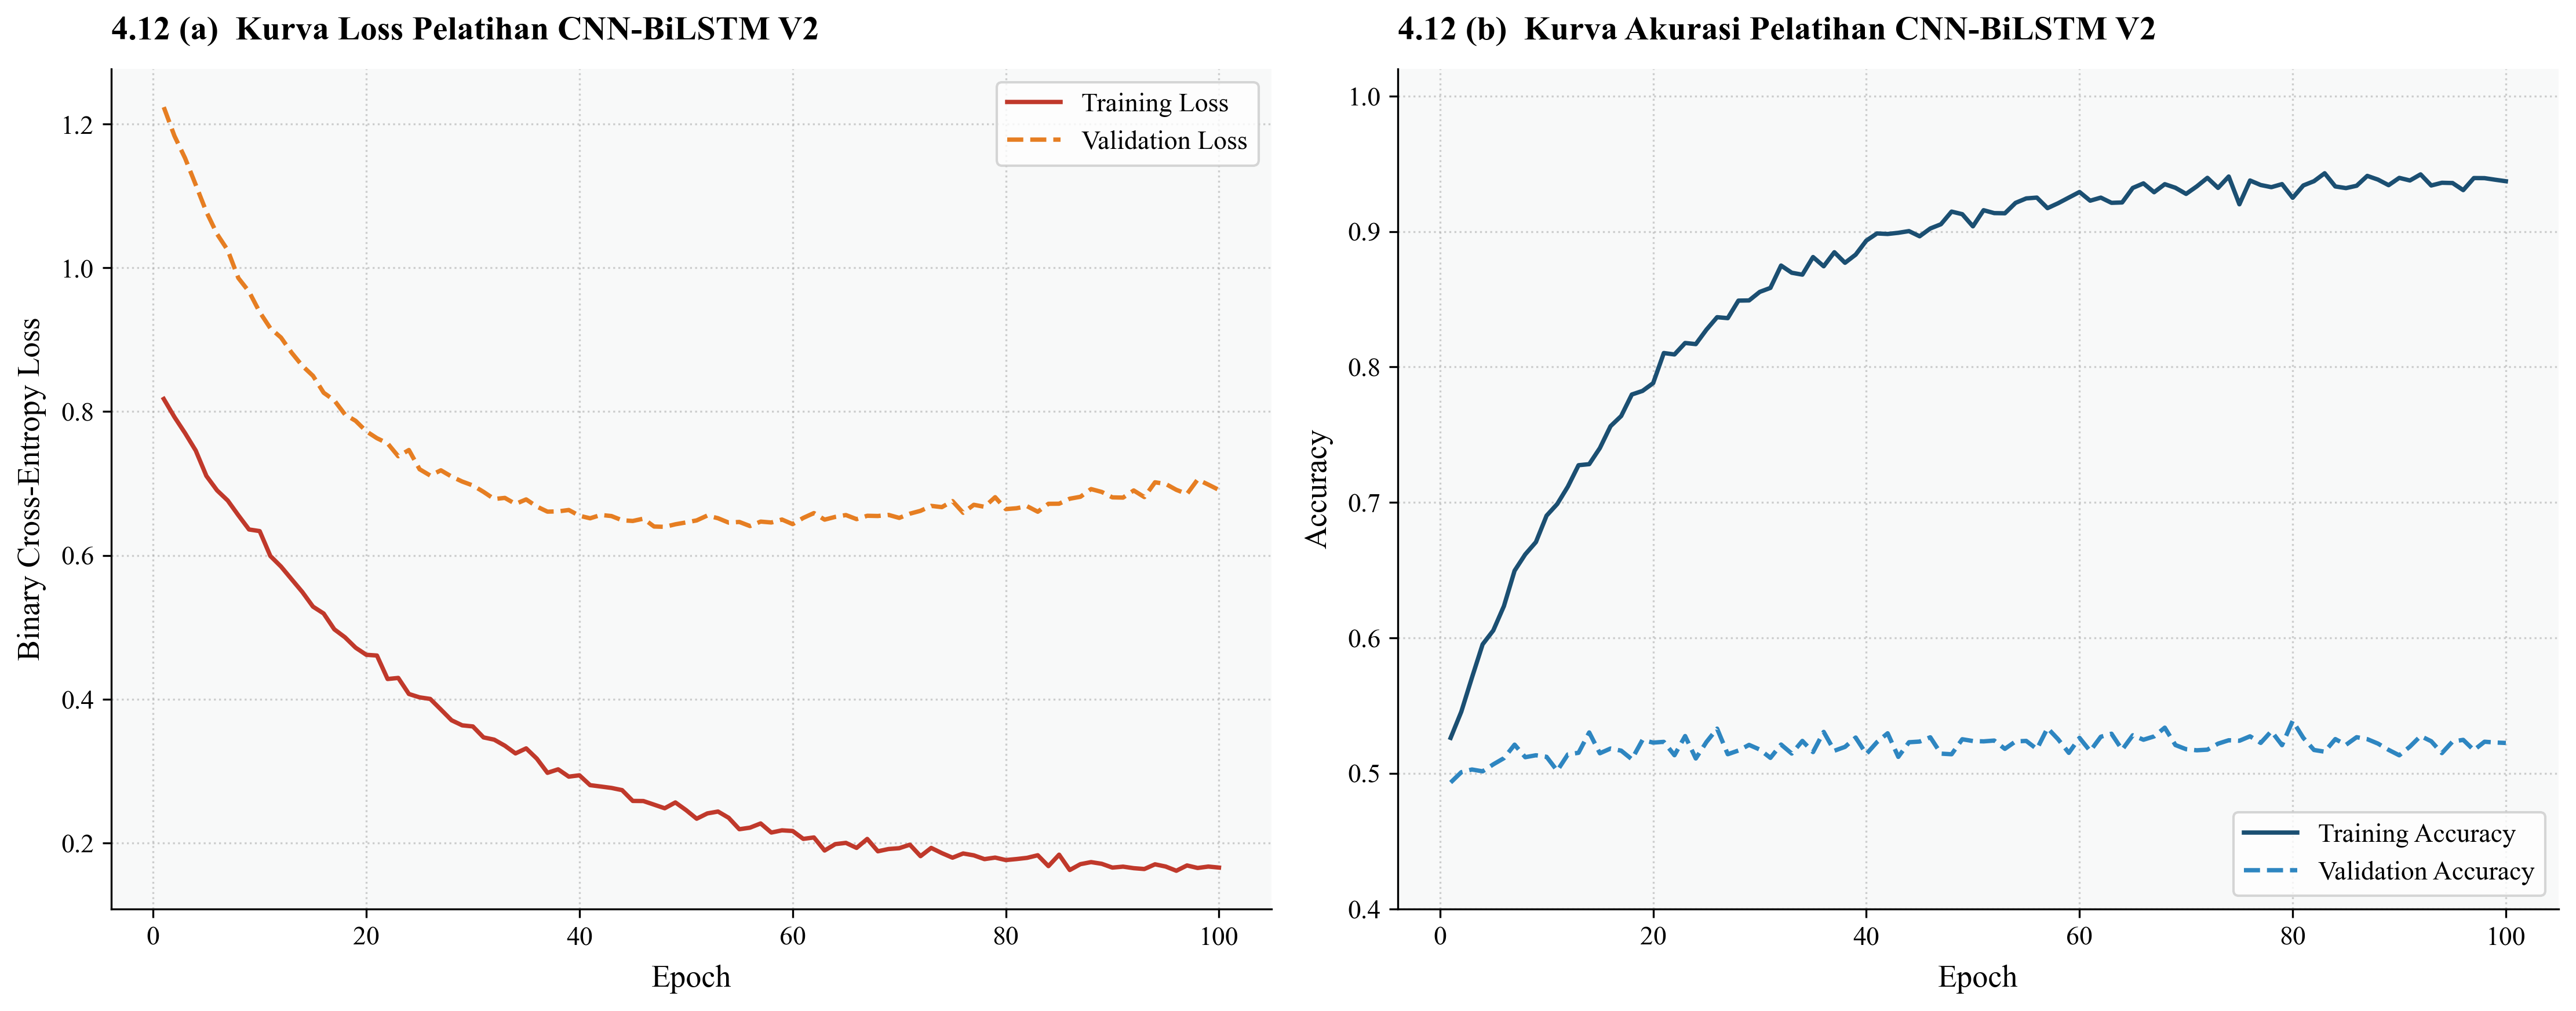 4.12 (a)  Kurva Loss Pelatihan CNN-BiLSTM V2
Training Loss
Validation Loss
Binary Cross-Entropy Loss
1.2
1.0
0.8
0.6
0.4
0.2
0 20 40 60 80 100
Epoch
4.12 (b)  Kurva Akurasi Pelatihan CNN-BiLSTM V2
Accuracy
1.0
0.9
0.8
0.7
0.6
0.5
0.4
Training Accuracy
Validation Accuracy
0 20 40 60 80 100
Epoch